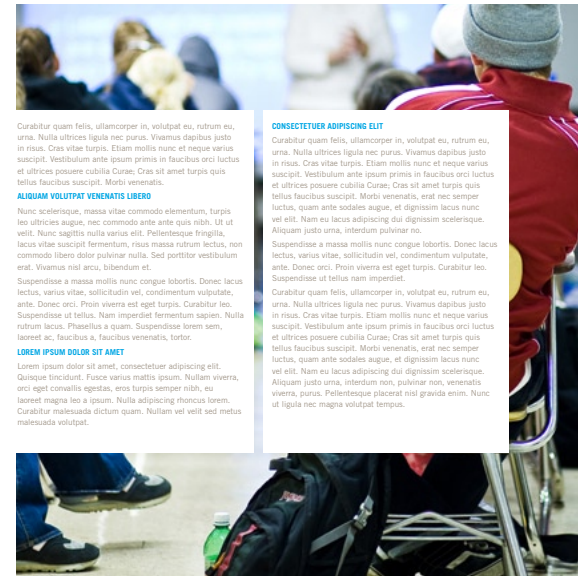 Curabitur quam felis, ullamcorper in, volutpat eu, rutrum eu,
urna. Nulla ultrices ligula nec purus. Vivamus dapibus justo
in risus. Cras vitae turpis. Etiam mollis nunc et neque varius
suscipit. Vestibulum ante ipsum primis in faucibus orci luctus
et ultrices posuere cubilia Curae; Cras sit amet turpis quis
tellus faucibus suscipit. Morbi venenatis.
ALIQUAM VOLUTPAT VENENATIS LIBERO
Nunc scelerisque, massa vitae commodo elementum, turpis
leo ultricies augue, nec commodo ante ante quis nibh. Ut ut
velit. Nunc sagittis nulla varius elit. Pellentesque fringilla,
lacus vitae suscipit fermentum, risus massa rutrum lectus, non
commodo libero dolor pulvinar nulla. Sed porttitor vestibulum
erat. Vivamus nisl arcu, bibendum et.
Suspendisse a massa mollis nunc congue lobortis. Donec lacus
lectus, varius vitae, sollicitudin vel, condimentum vulputate,
ante. Donec orci. Proin viverra est eget turpis. Curabitur leo.
Suspendisse ut tellus. Nam imperdiet fermentum sapien. Nulla
rutrum lacus. Phasellus a quam. Suspendisse lorem sem,
laoreet ac, faucibus a, faucibus venenatis, tortor.
LOREM IPSUM DOLOR SIT AMET
Lorem ipsum dolor sit amet, consectetuer adipiscing elit.
Quisque tincidunt. Fusce varius mattis ipsum. Nullam viverra,
orci eget convallis egestas, eros turpis semper nibh, eu
laoreet magna leo a ipsum. Nulla adipiscing rhoncus lorem.
Curabitur malesuada dictum quam. Nullam vel velit sed metus
malesuada volutpat.
CONSECTETUER ADIPISCING ELIT
Curabitur quam felis, ullamcorper in, volutpat eu, rutrum eu,
urna. Nulla ultrices ligula nec purus. Vivamus dapibus justo
in risus. Cras vitae turpis. Etiam mollis nunc et neque varius
suscipit. Vestibulum ante ipsum primis in faucibus orci luctus
et ultrices posuere cubilia Curae; Cras sit amet turpis quis
tellus faucibus suscipit. Morbi venenatis, erat nec semper
luctus, quam ante sodales augue, et dignissim lacus nunc
vel elit. Nam eu lacus adipiscing dui dignissim scelerisque.
Aliquam justo urna, interdum pulvinar no.
Suspendisse a massa mollis nunc congue lobortis. Donec lacus
lectus, varius vitae, sollicitudin vel, condimentum vulputate,
ante. Donec orci. Proin viverra est eget turpis. Curabitur leo.
Suspendisse ut tellus nam imperdiet.
Curabitur quam felis, ullamcorper in, volutpat eu, rutrum eu,
urna. Nulla ultrices ligula nec purus. Vivamus dapibus justo
in risus. Cras vitae turpis. Etiam mollis nunc et neque varius
suscipit. Vestibulum ante ipsum primis in faucibus orci luctus
et ultrices posuere cubilia Curae; Cras sit amet turpis quis
tellus faucibus suscipit. Morbi venenatis, erat nec semper
luctus, quam ante sodales augue, et dignissim lacus nunc
vel elit. Nam eu lacus adipiscing dui dignissim scelerisque.
Aliquam justo urna, interdum non, pulvinar non, venenatis
viverra, purus. Pellentesque placerat nisl gravida enim. Nunc
ut ligula nec magna volutpat tempus.